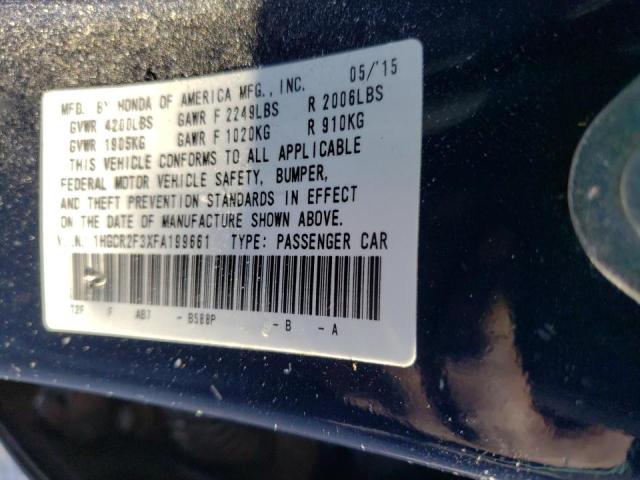 MFD. BY HONDA OF AMERICA MFG., INC. 05/'15
GVWR 4200LBS GAWR F 2249LBS R 2006LBS
GVWR 1905KG GAWR F 1020KG R 910KG
THIS VEHICLE CONFORMS TO ALL APPLICABLE
FEDERAL MOTOR VEHICLE SAFETY, BUMPER,
AND THEFT PREVENTION STANDARDS IN EFFECT
ON THE DATE OF MANUFACTURE SHOWN ABOVE.
V.I.N. 1HGCR2F3XFA199661 TYPE: PASSENGER CAR
T2F F AB7 - B588P - B - A